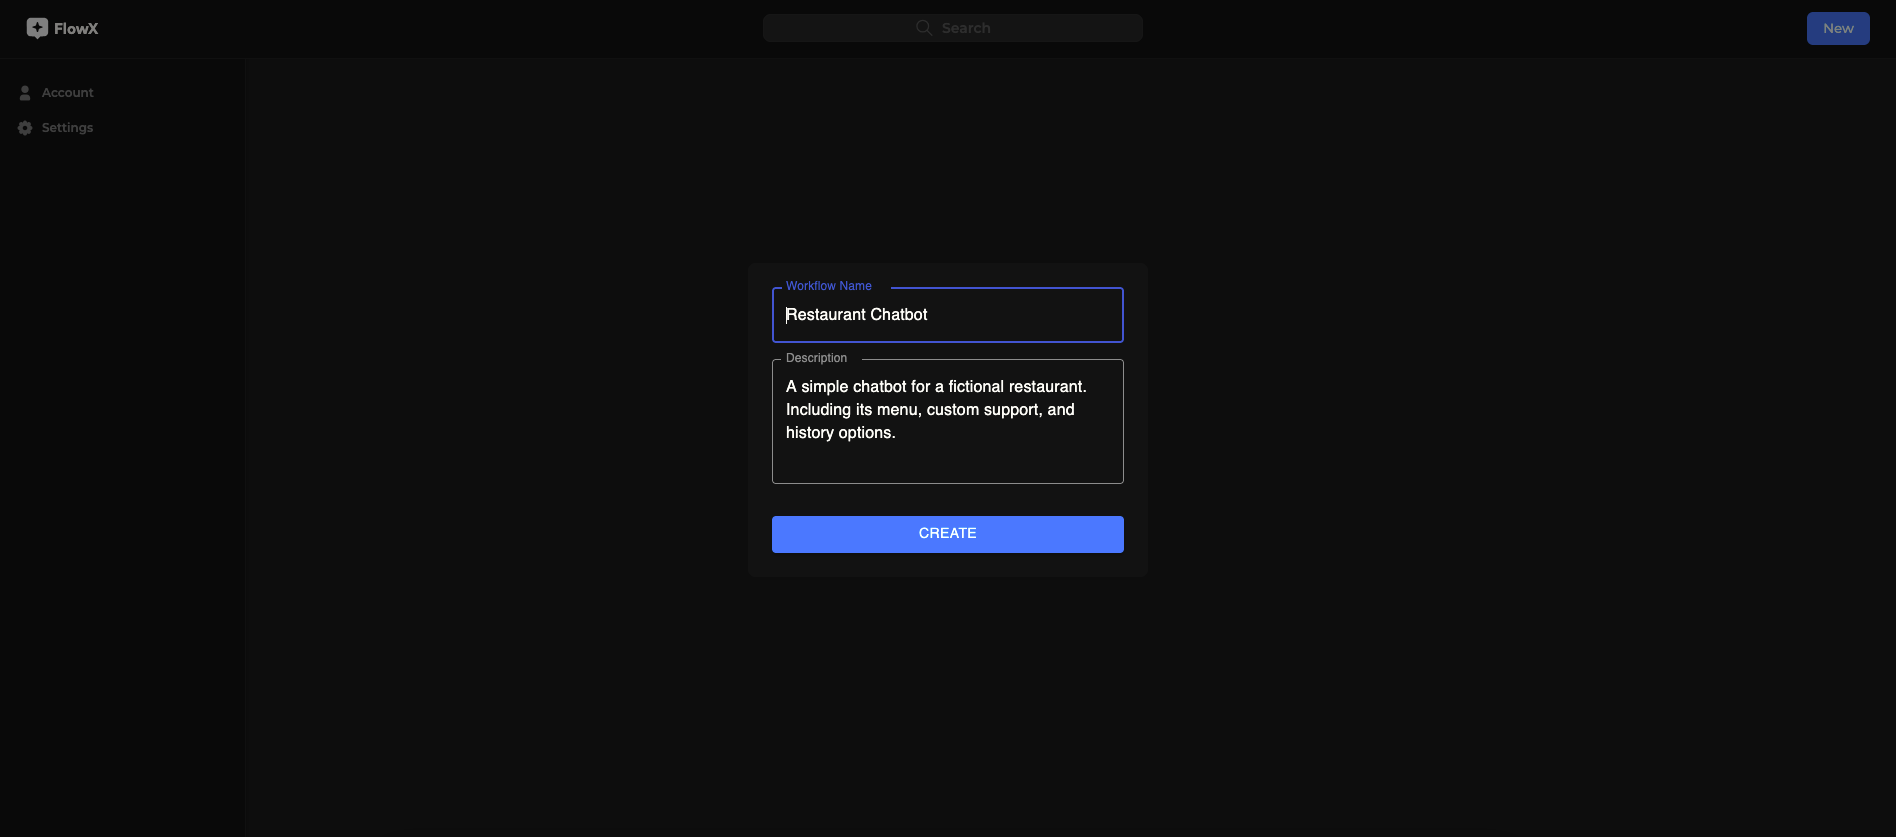 FlowX
Search
New
Account
Settings
Workflow Name
Restaurant Chatbot
Description
A simple chatbot for a fictional restaurant.
Including its menu, custom support, and
history options.
CREATE